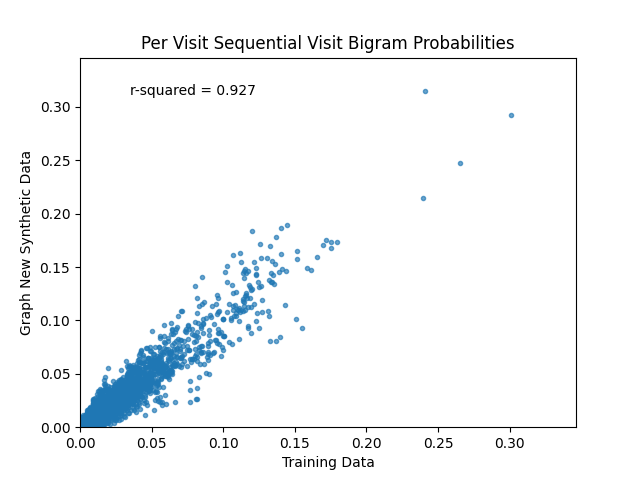 Per Visit Sequential Visit Bigram Probabilities
r-squared = 0.927
Graph New Synthetic Data
0.30
0.25
0.20
0.15
0.10
0.05
0.00
0.00 0.05 0.10 0.15 0.20 0.25 0.30
Training Data